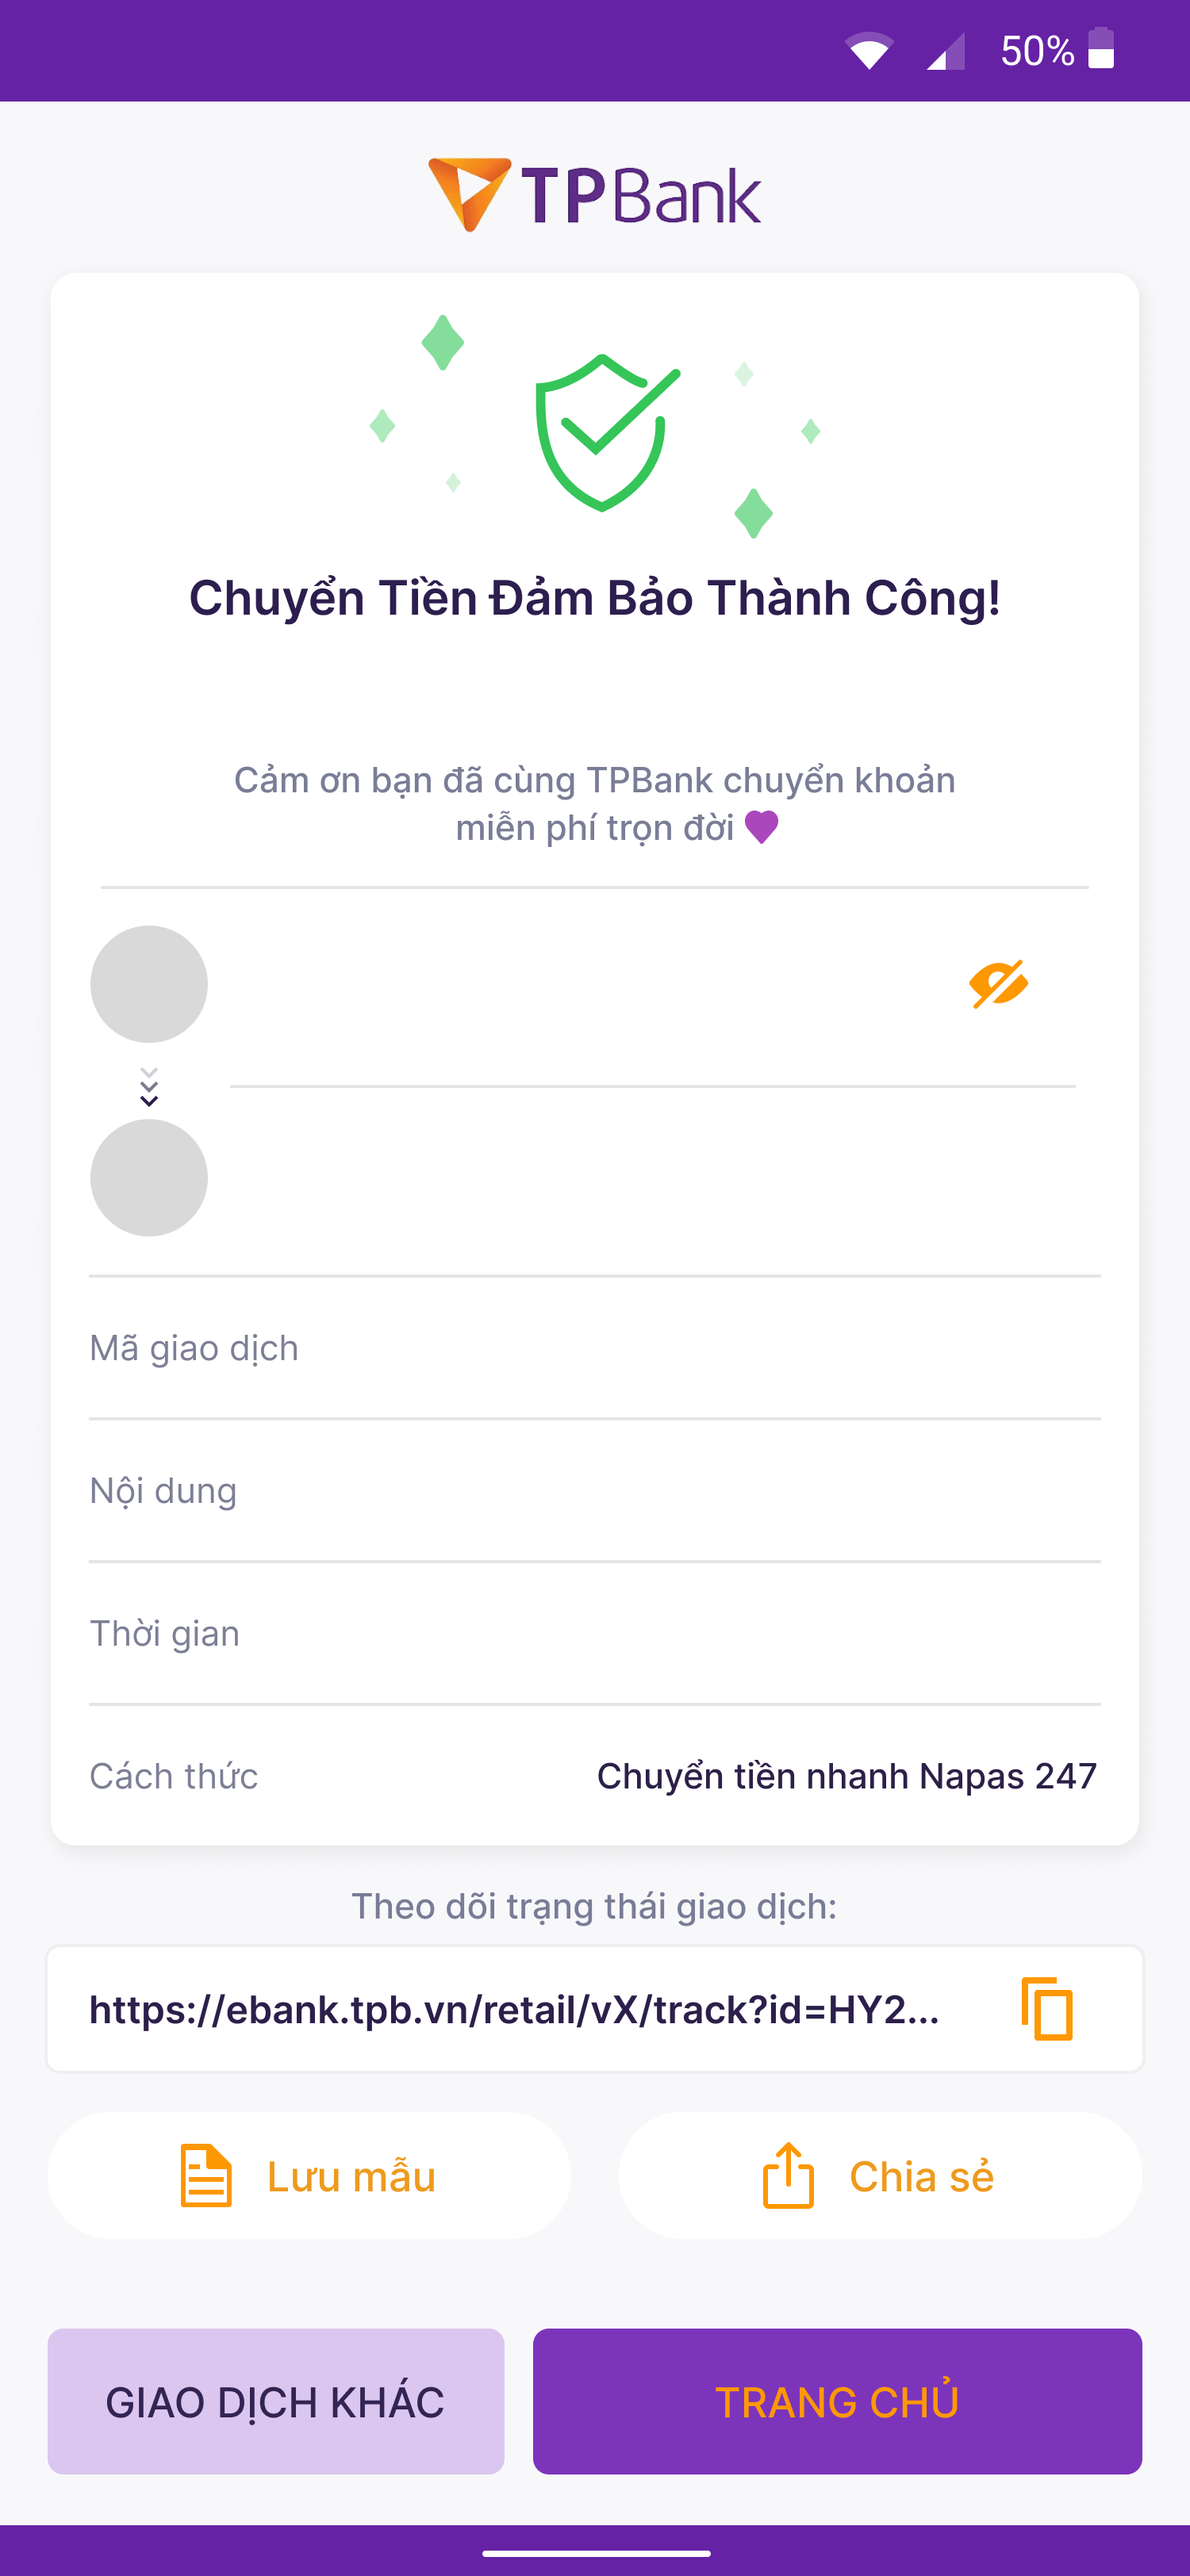 50%
TPBank
Chuyển Tiền Đảm Bảo Thành Công!
Cảm ơn bạn đã cùng TPBank chuyển khoản
miễn phí trọn đời
Mã giao dịch
Nội dung
Thời gian
Cách thức Chuyển tiền nhanh Napas 247
Theo dõi trạng thái giao dịch:
https://ebank.tpb.vn/retail/vX/track?id=HY2...
Lưu mẫu Chia sẻ
GIAO DỊCH KHÁC TRANG CHỦ